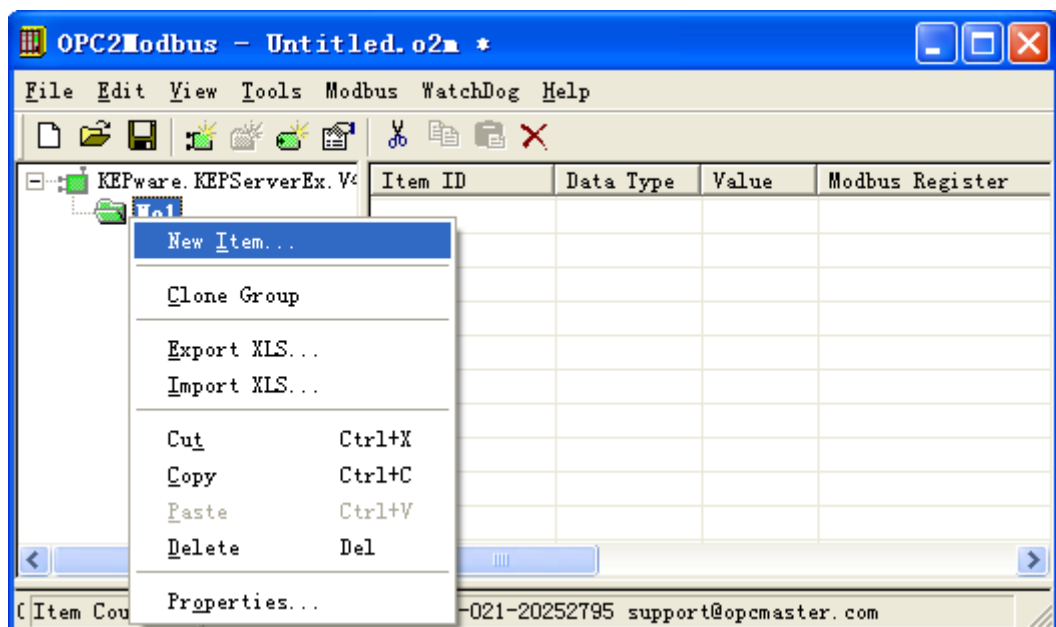 OPC2Modbus - Untitled.o2m *
File Edit View Tools Modbus WatchDog Help
KEPware.KEPServerEx.V4
Item ID Data Type Value Modbus Register
New Item...
Clone Group
Export XLS...
Import XLS...
Cut Ctrl+X
Copy Ctrl+C
Paste Ctrl+V
Delete Del
Properties...
Item Cou -021-20252795 support@opcmaster.com